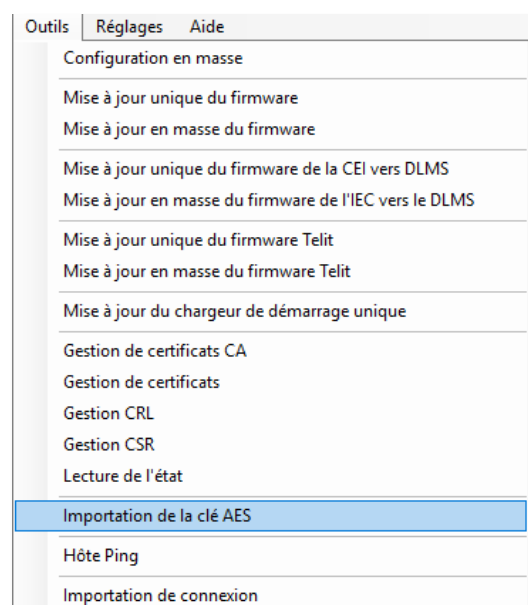 Outils Réglages Aide
Configuration en masse
Mise à jour unique du firmware
Mise à jour en masse du firmware
Mise à jour unique du firmware de la CEI vers DLMS
Mise à jour en masse du firmware de l'IEC vers le DLMS
Mise à jour unique du firmware Telit
Mise à jour en masse du firmware Telit
Mise à jour du chargeur de démarrage unique
Gestion de certificats CA
Gestion de certificats
Gestion CRL
Gestion CSR
Lecture de l'état
Importation de la clé AES
Hôte Ping
Importation de connexion